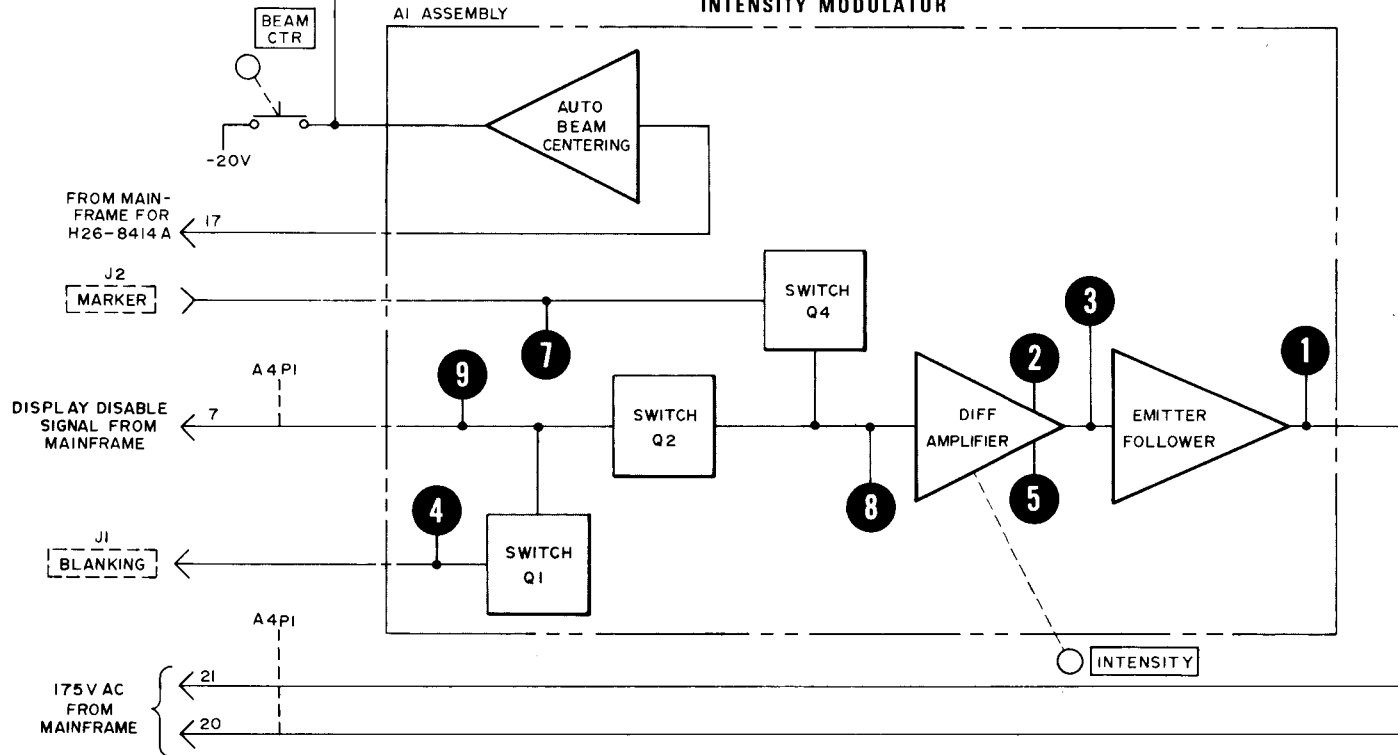 INTENSITY MODULATOR
A1 ASSEMBLY
BEAM
CTR
-20V
AUTO
BEAM
CENTERING
FROM MAIN-
FRAME FOR
H26-8414A
17
J2
MARKER
SWITCH
Q4
7
3
1
9
2
A4P1
DISPLAY DISABLE
SIGNAL FROM
MAINFRAME
7
SWITCH
Q2
DIFF
AMPLIFIER
EMITTER
FOLLOWER
8
5
4
J1
BLANKING
SWITCH
Q1
A4P1
INTENSITY
175V AC
FROM
MAINFRAME
21
20